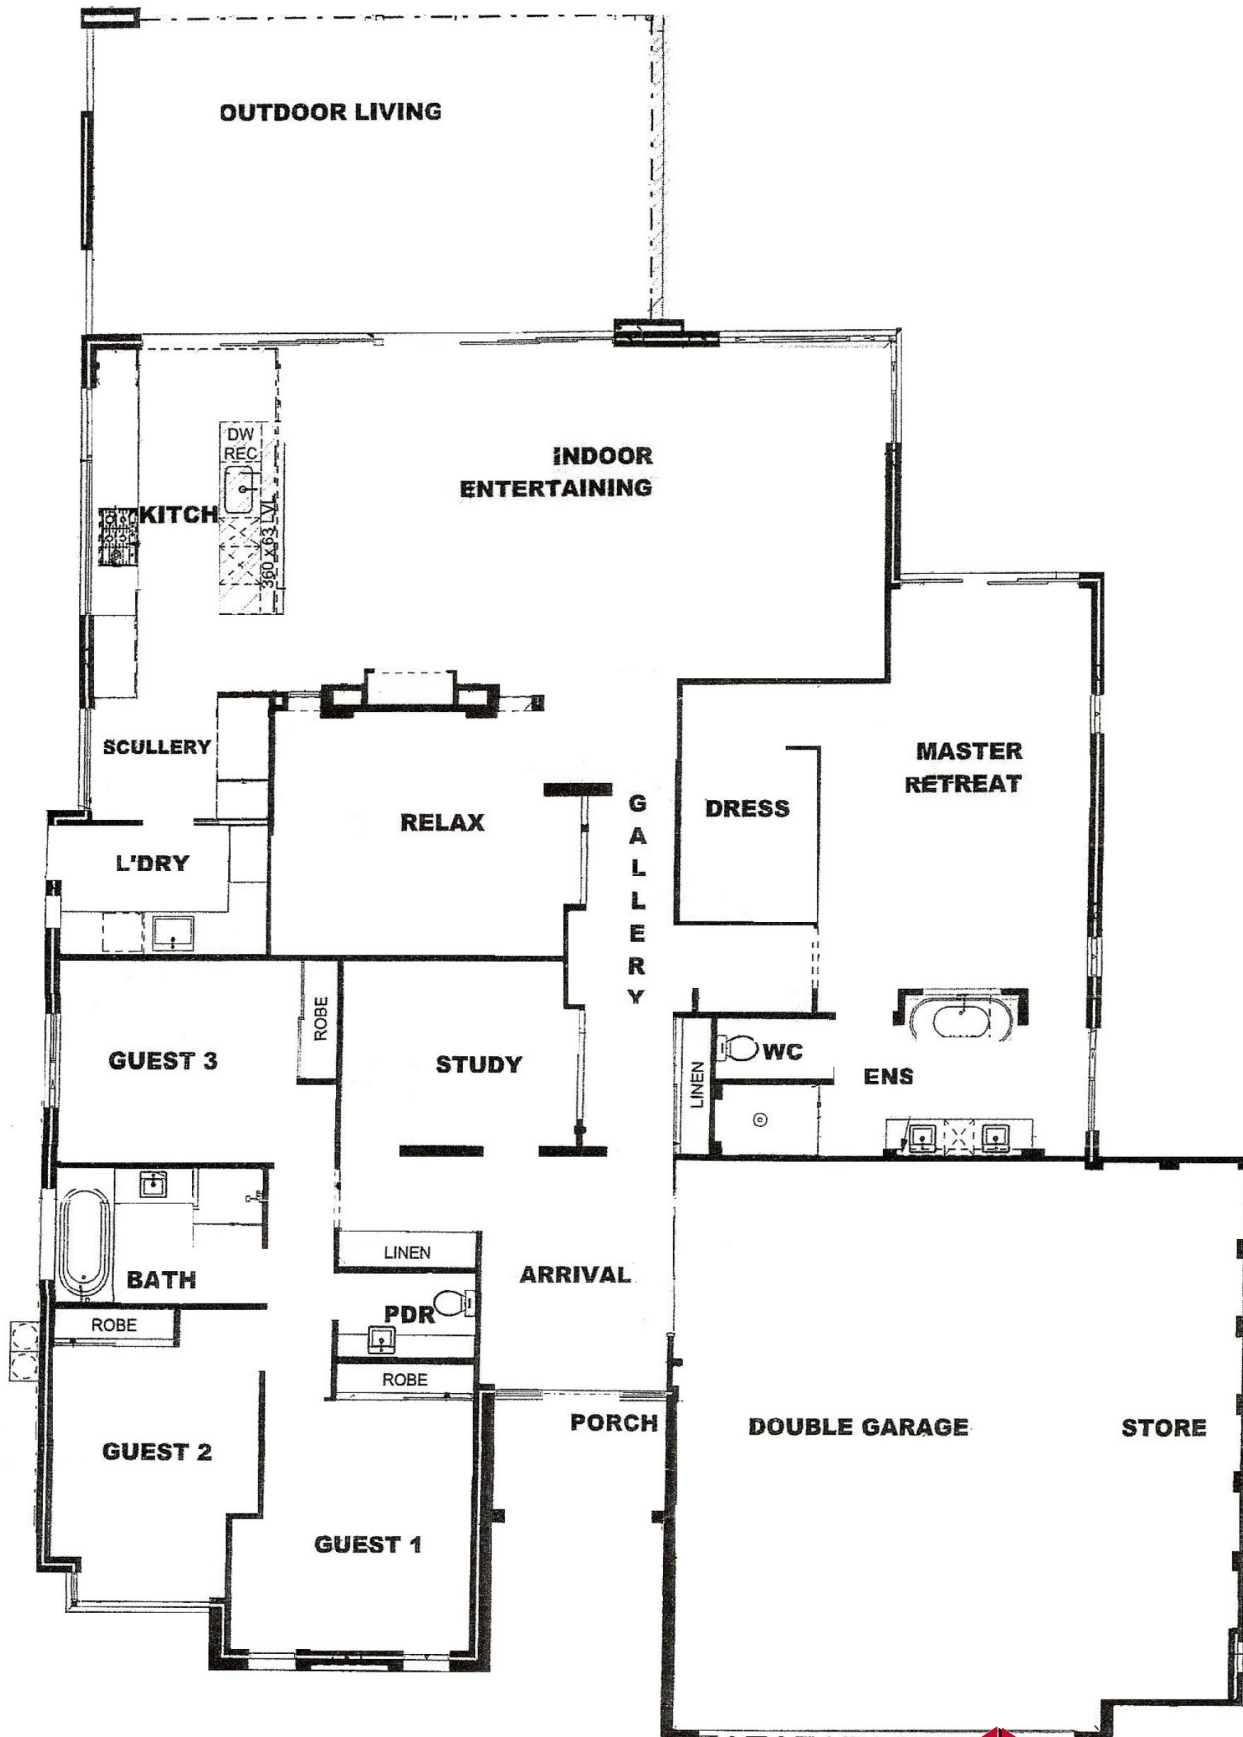 OUTDOOR LIVING
DW
REC
INDOOR
ENTERTAINING
KITCH
360 x 63 LVL
SCULLERY
MASTER
RETREAT
DRESS
RELAX
GALLERY
L'DRY
ROBE
GUEST 3
STUDY
WC
LINEN
ENS
LINEN
ARRIVAL
BATH
PDR
ROBE
ROBE
PORCH
DOUBLE GARAGE
STORE
GUEST 2
GUEST 1